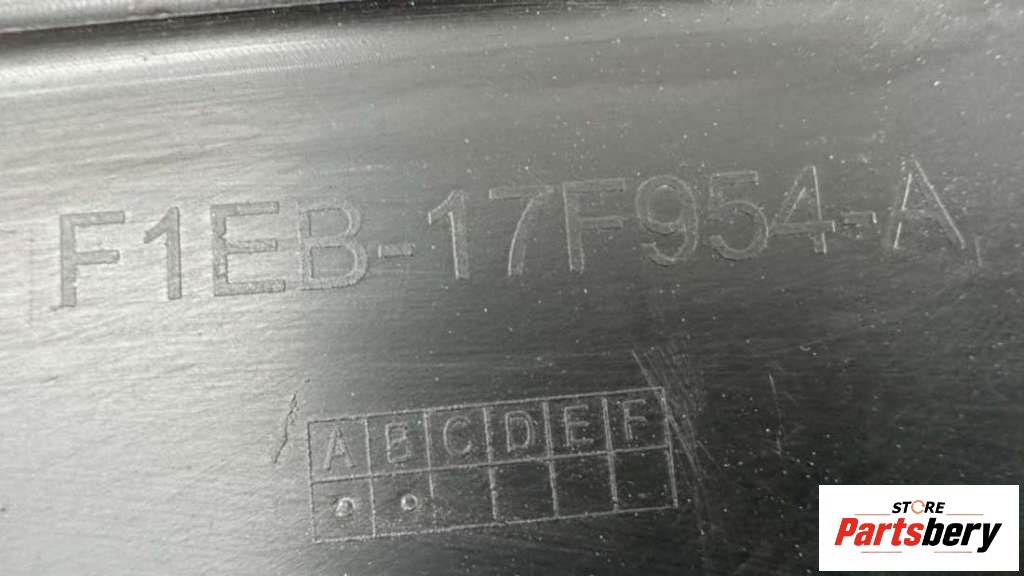 F1EB-17F954-A
A B C D E F
STORE
Partsbery